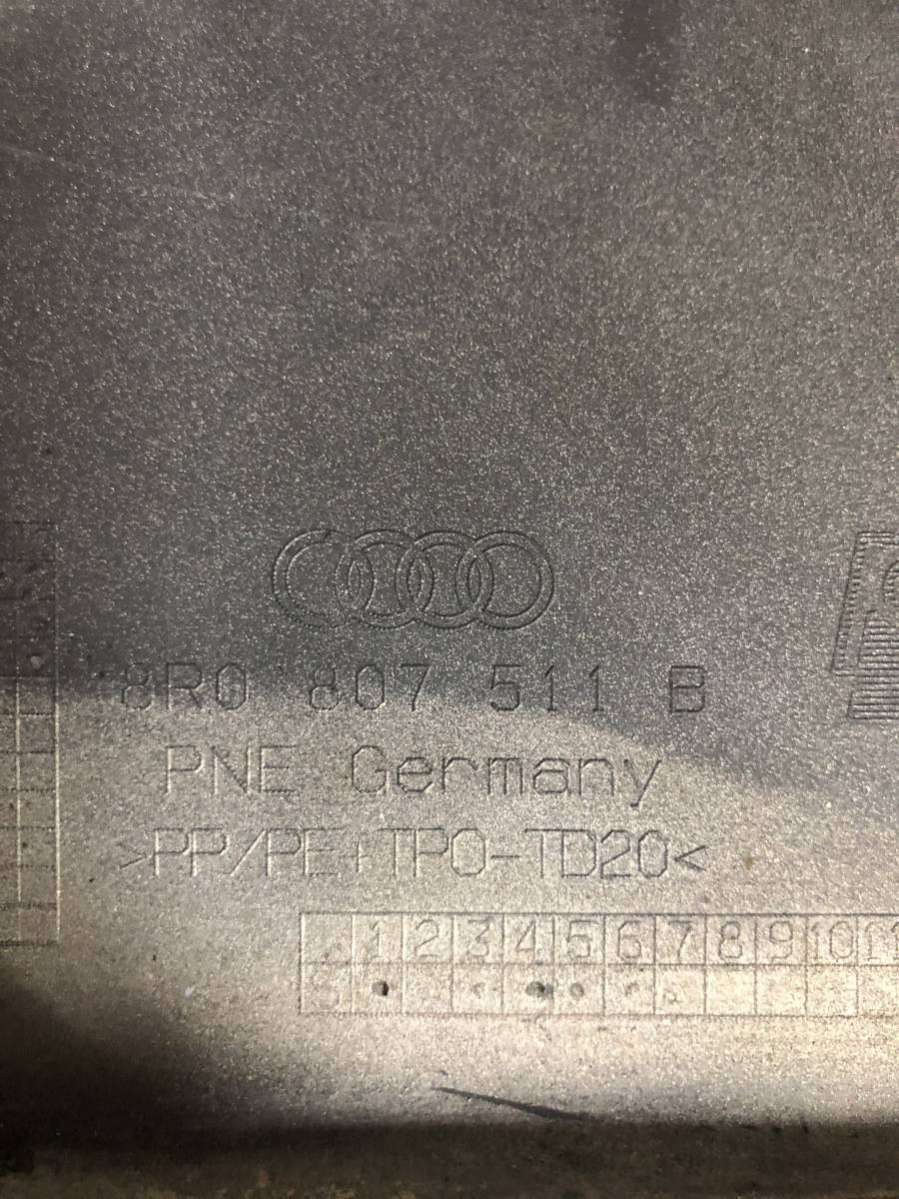 8R0 807 511 B
PNE Germany
>PP/PE+TPO-TD20<
1 2 3 4 5 6 7 8 9 10 11